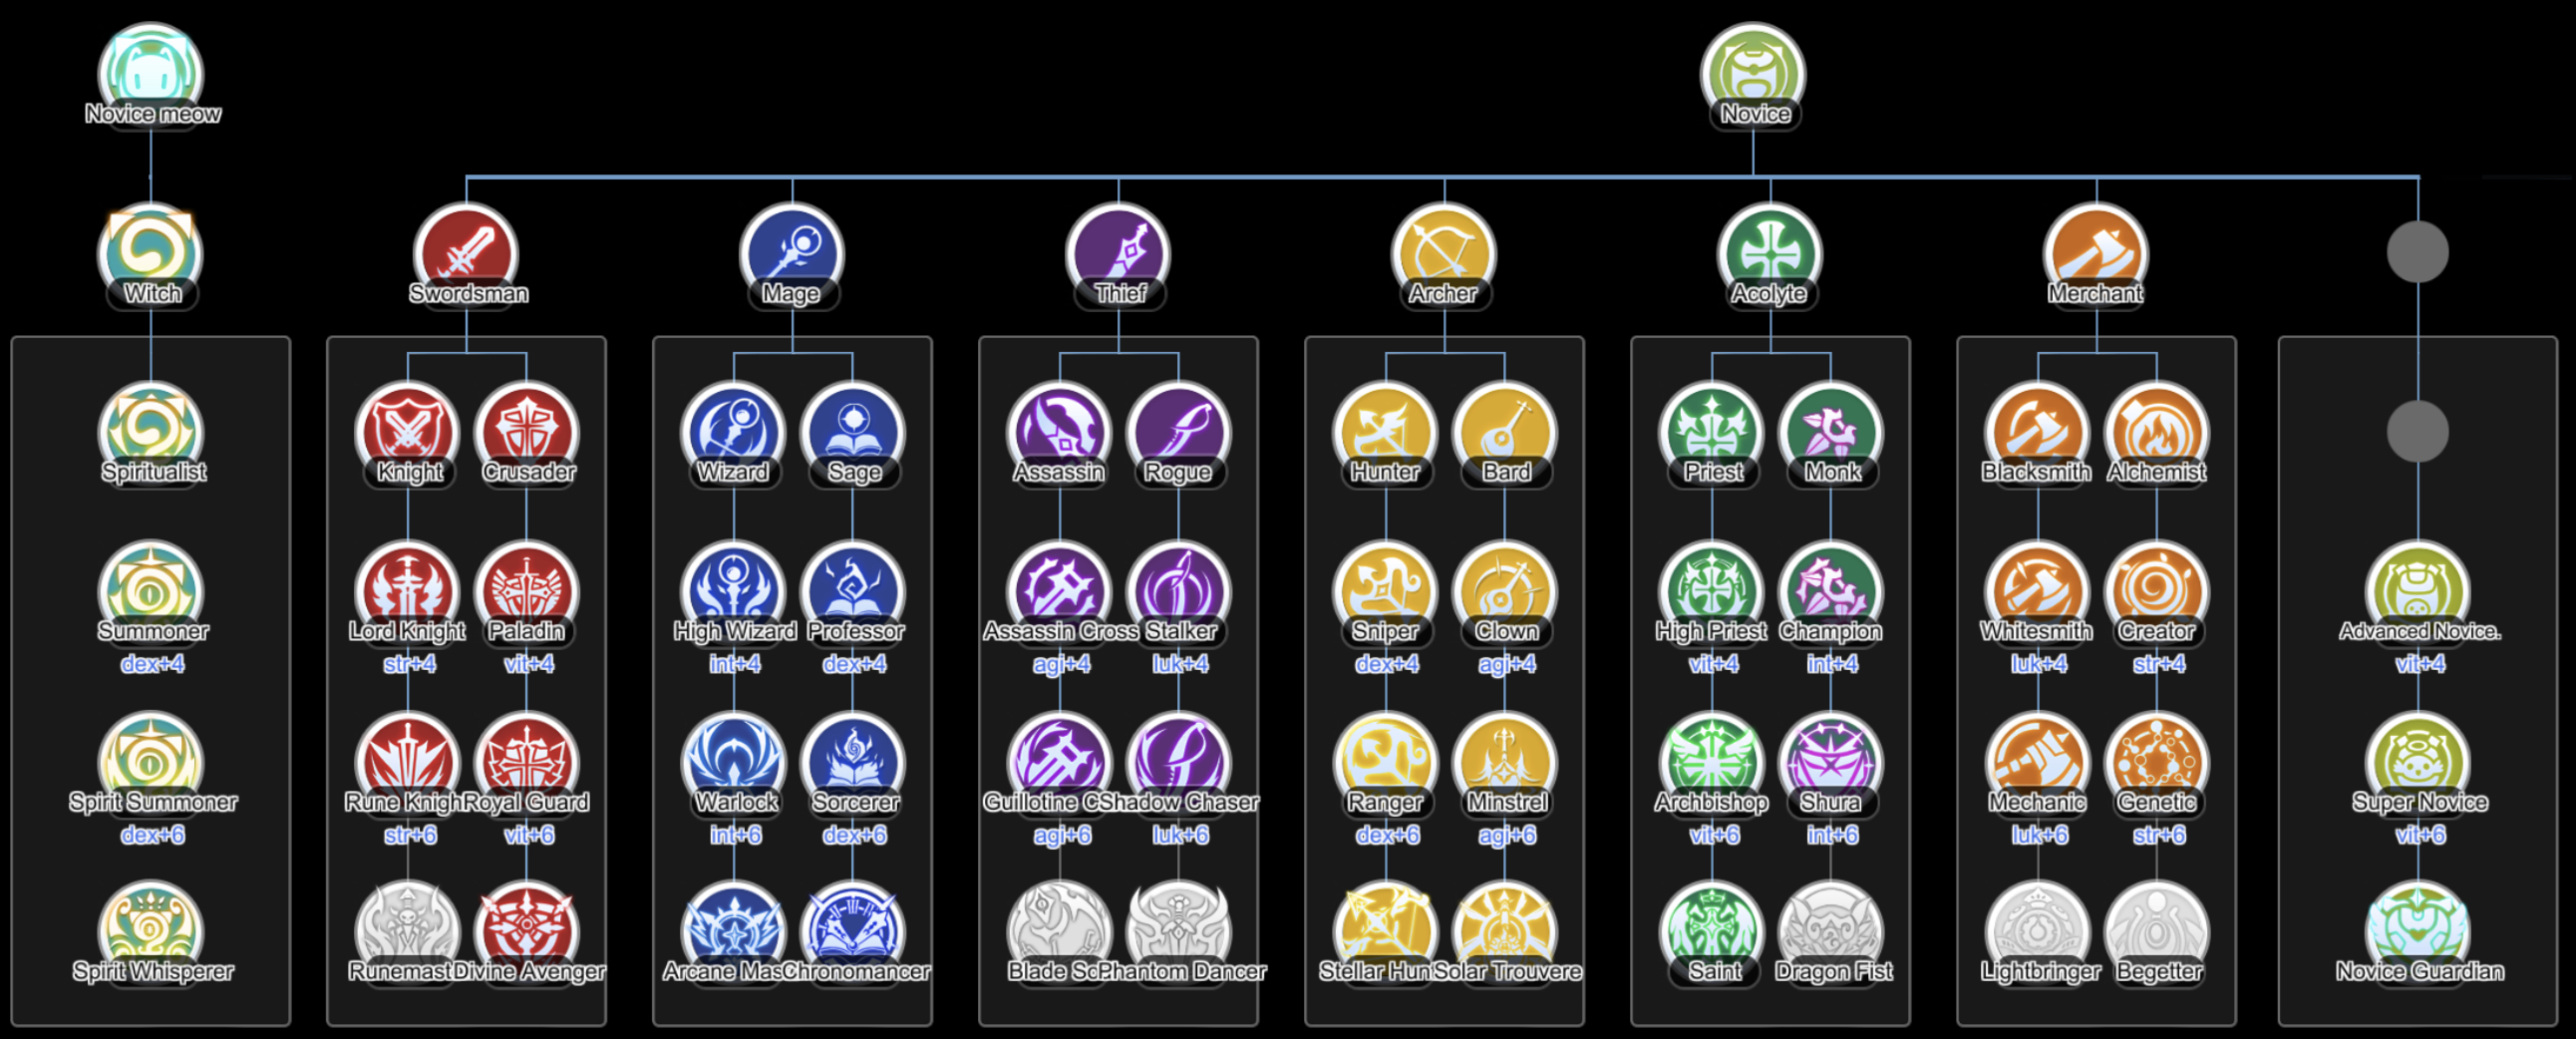 Novice meow
Novice
Witch
Swordsman
Mage
Thief
Archer
Acolyte
Merchant
Spiritualist
Knight
Crusader
Wizard
Sage
Assassin
Rogue
Hunter
Bard
Priest
Monk
Blacksmith
Alchemist
Summoner
Lord Knight
Paladin
High Wizard
Professor
Assassin Cross
Stalker
Sniper
Clown
High Priest
Champion
Whitesmith
Creator
Advanced Novice.
dex+4
str+4
vit+4
int+4
dex+4
agi+4
luk+4
dex+4
agi+4
vit+4
int+4
luk+4
str+4
vit+4
Spirit Summoner
Rune Knigh
Royal Guard
Warlock
Sorcerer
Guillotine C
Shadow Chaser
Ranger
Minstrel
Archbishop
Shura
Mechanic
Genetic
Super Novice
dex+6
str+6
vit+6
int+6
dex+6
agi+6
luk+6
dex+6
agi+6
vit+6
int+6
luk+6
str+6
vit+6
Spirit Whisperer
Runemast
Divine Avenger
Arcane Mas
Chronomancer
Blade So
Phantom Dancer
Stellar Hun
Solar Trouvere
Saint
Dragon Fist
Lightbringer
Begetter
Novice Guardian